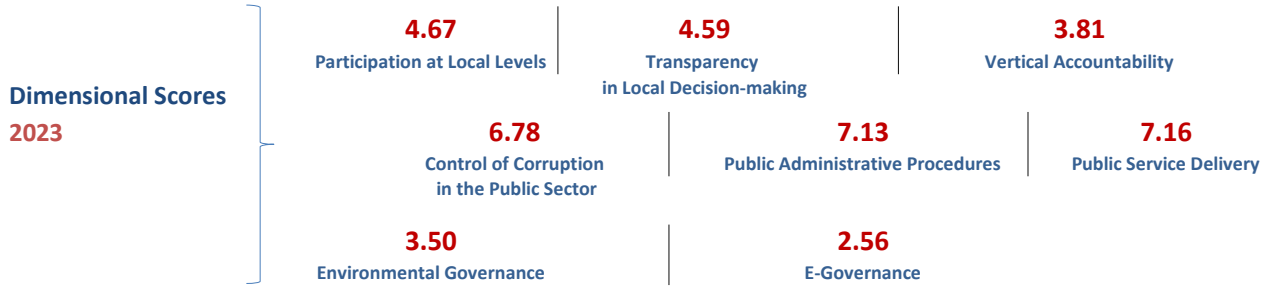 Dimensional Scores
2023
4.67
Participation at Local Levels
4.59
Transparency
in Local Decision-making
3.81
Vertical Accountability
6.78
Control of Corruption
in the Public Sector
7.13
Public Administrative Procedures
7.16
Public Service Delivery
3.50
Environmental Governance
2.56
E-Governance